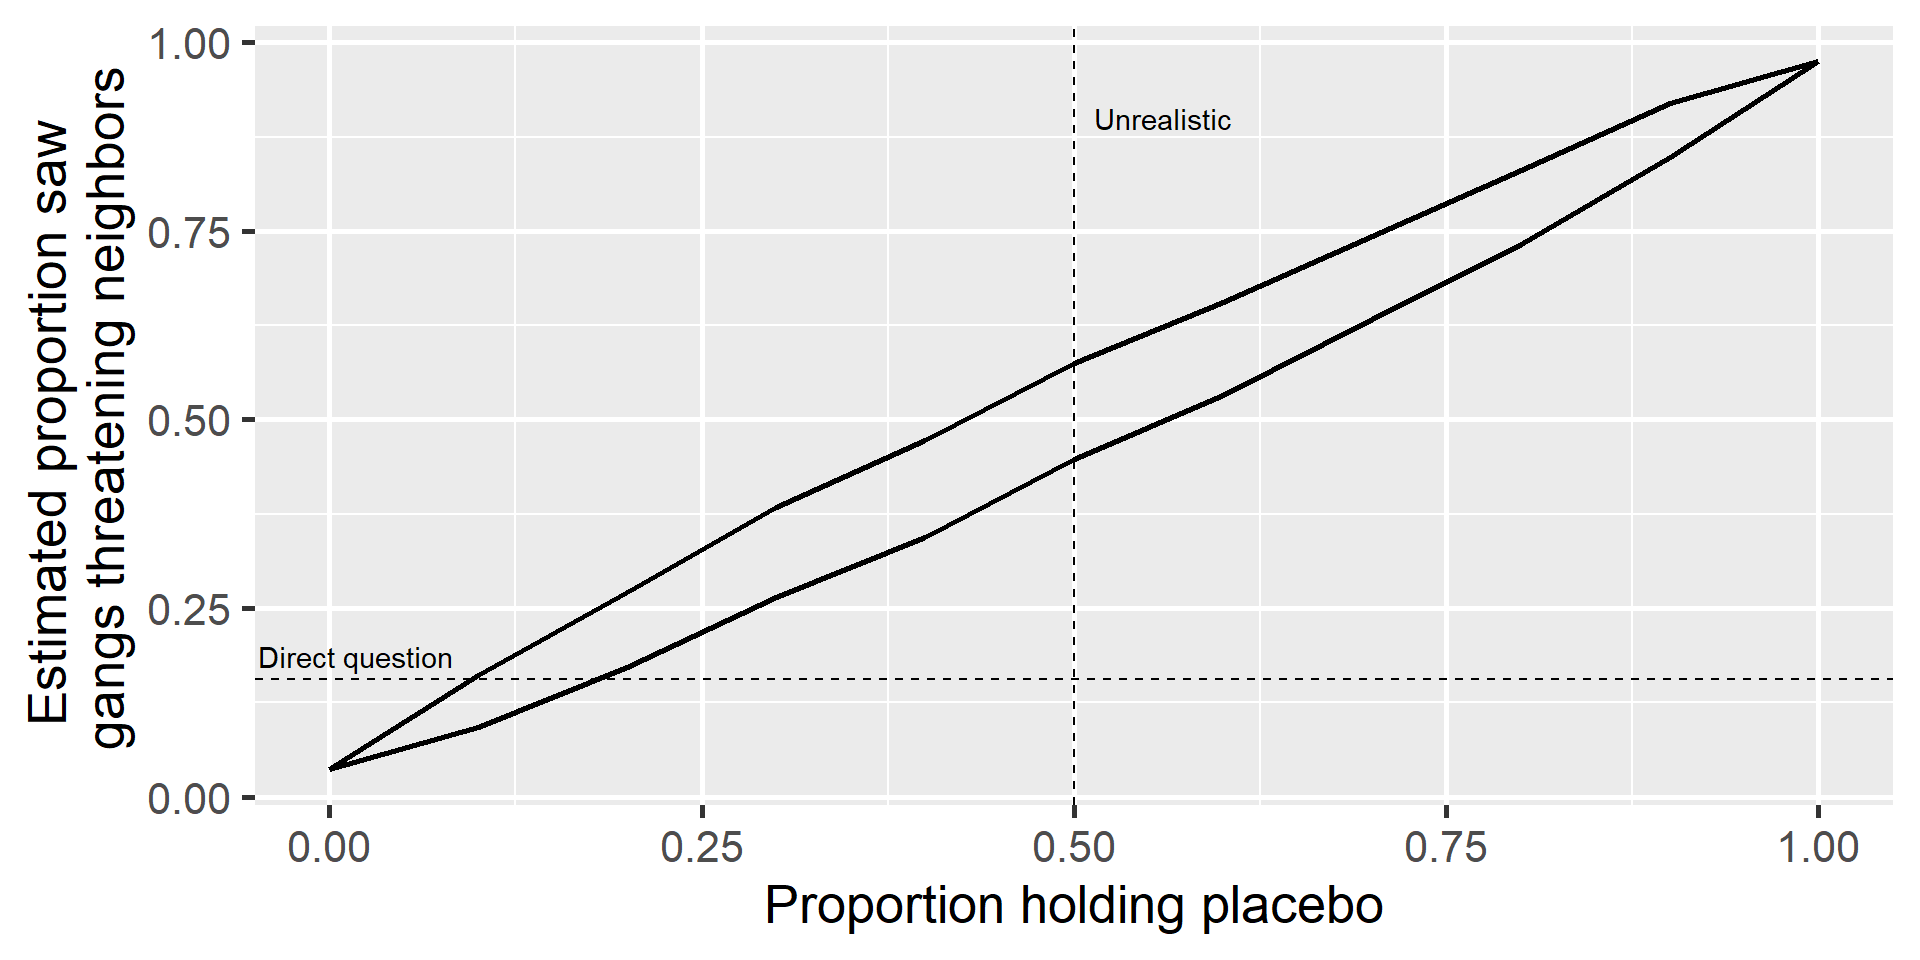 Estimated proportion saw
gangs threatening neighbors
1.00
0.75
0.50
0.25
0.00
Unrealistic
Direct question
0.00 0.25 0.50 0.75 1.00
Proportion holding placebo